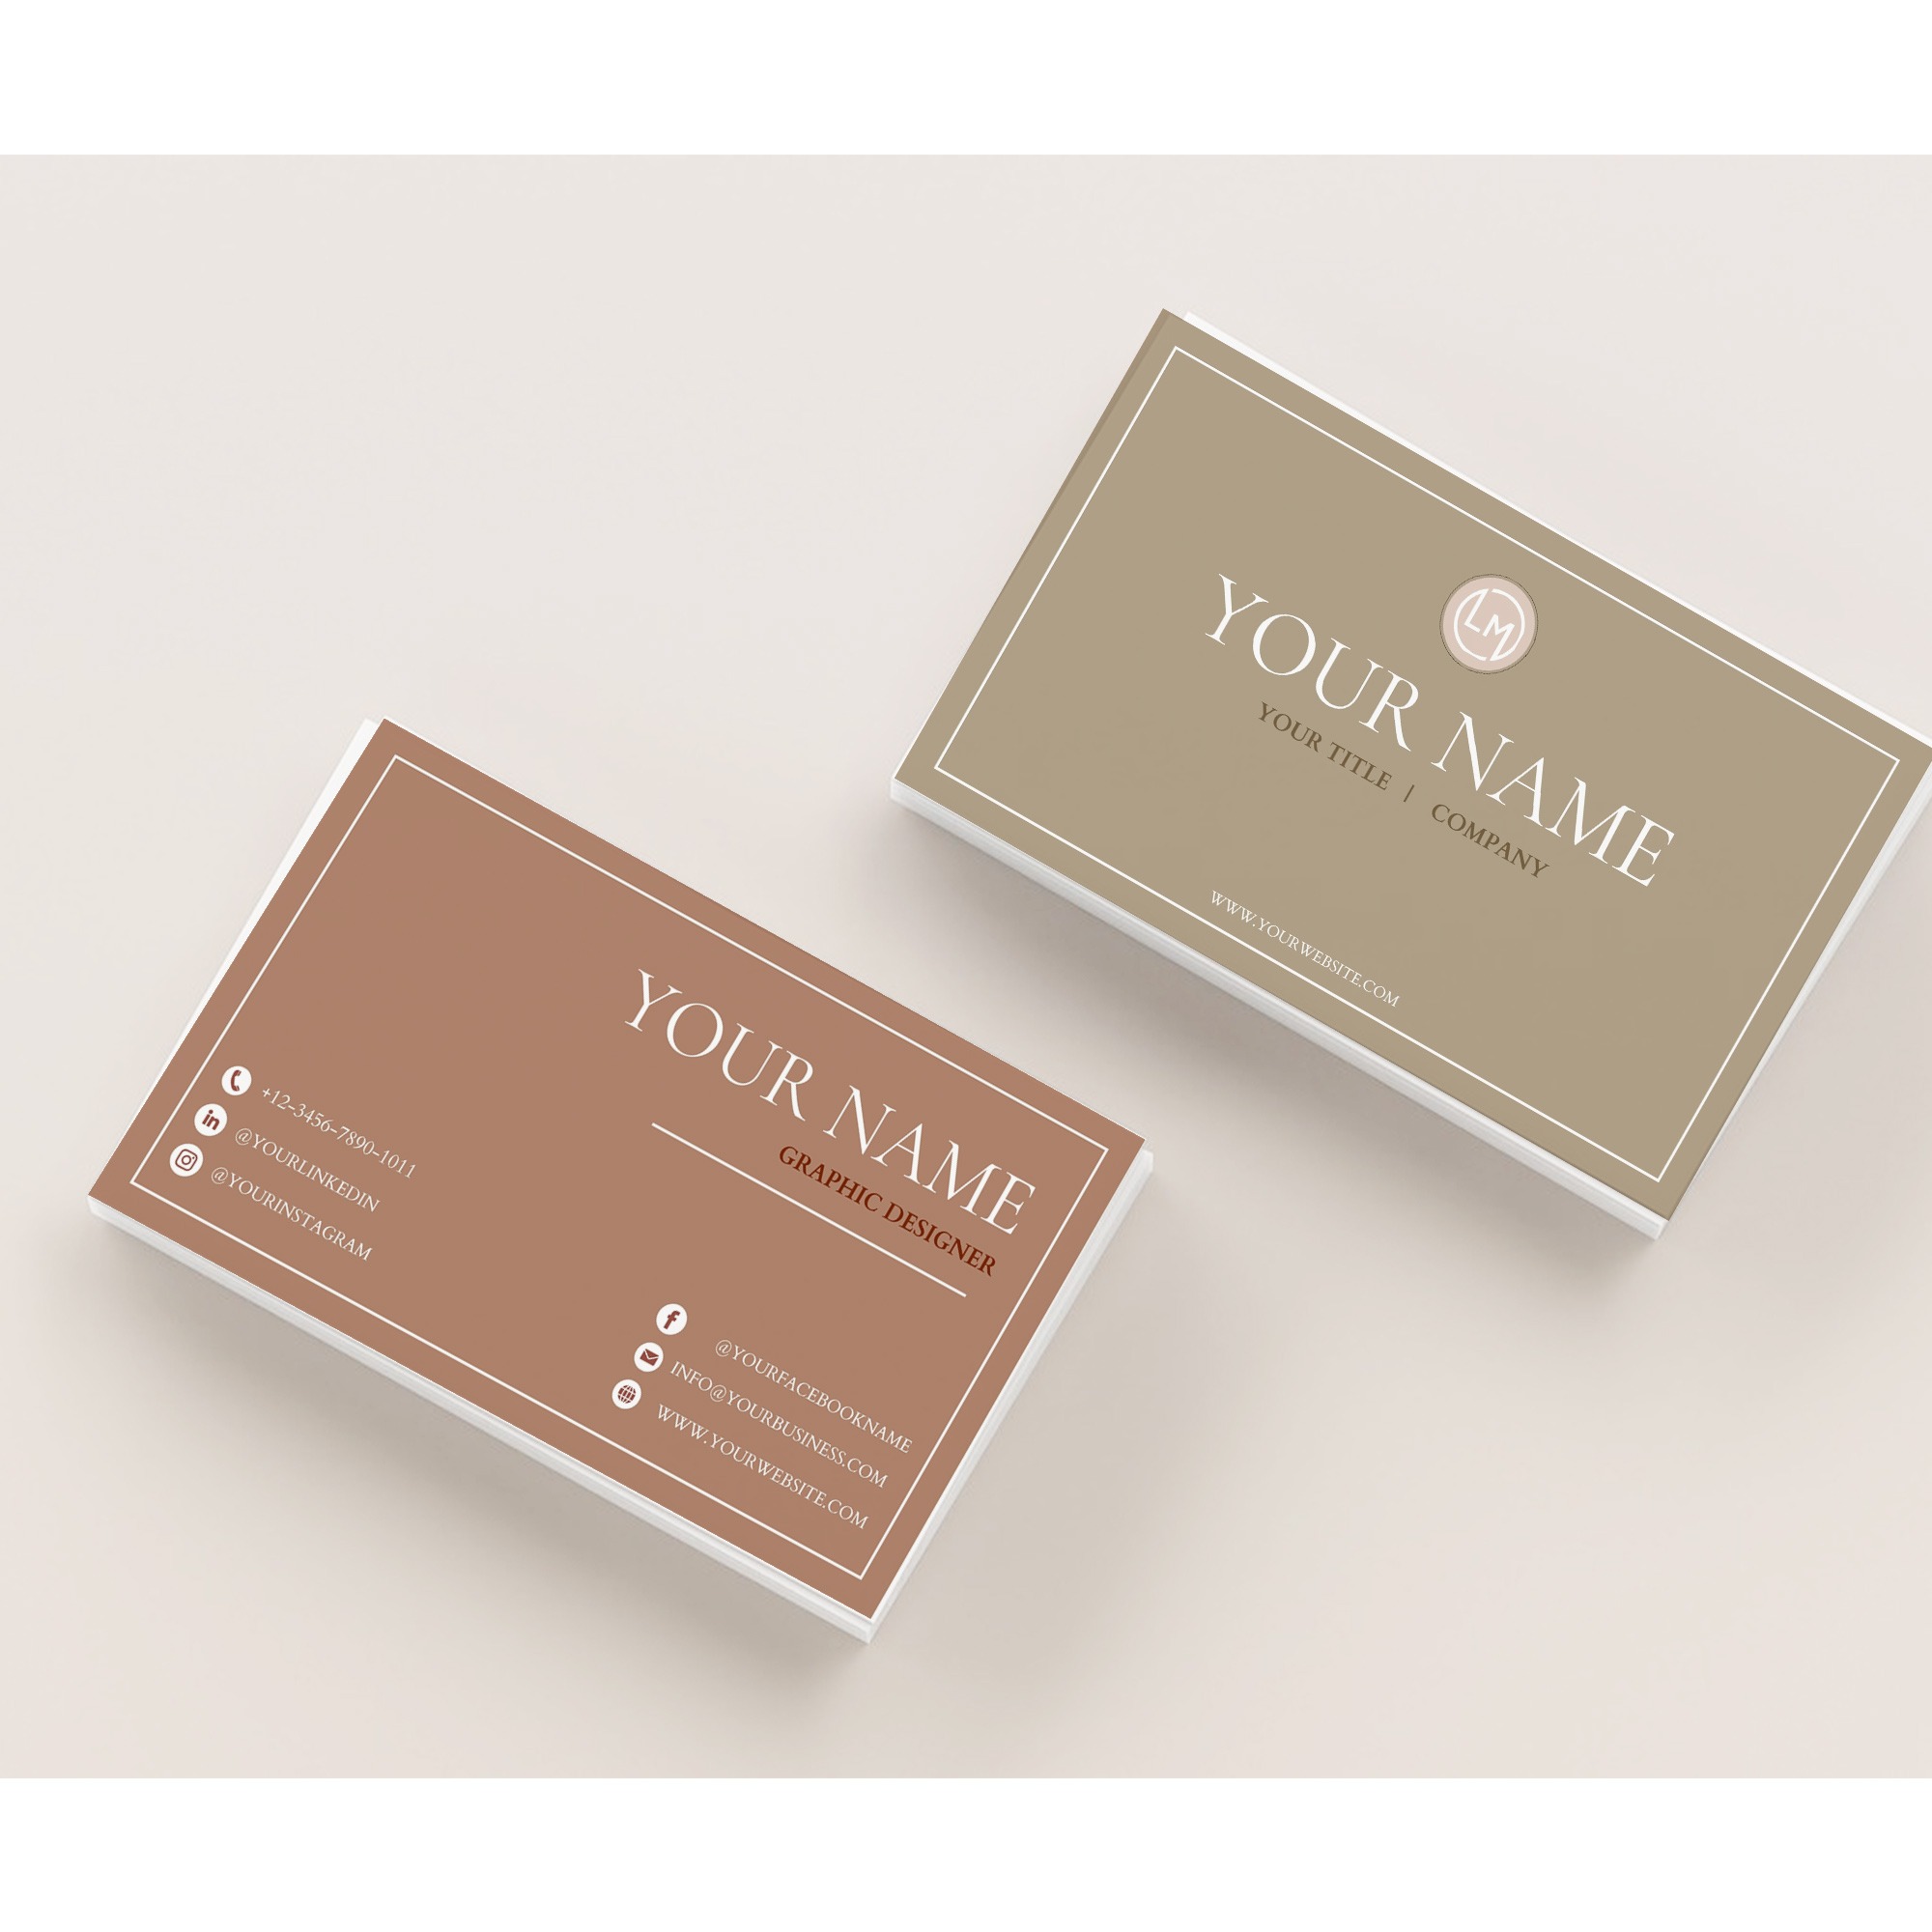 LM
YOUR NAME
YOUR TITLE | COMPANY
WWW.YOURWEBSITE.COM
YOUR NAME
GRAPHIC DESIGNER
+12-3456-7890-1011
@YOURLINKEDIN
@YOURINSTAGRAM
@YOURFACEBOOKNAME
INFO@YOURBUSINESS.COM
WWW.YOURWEBSITE.COM